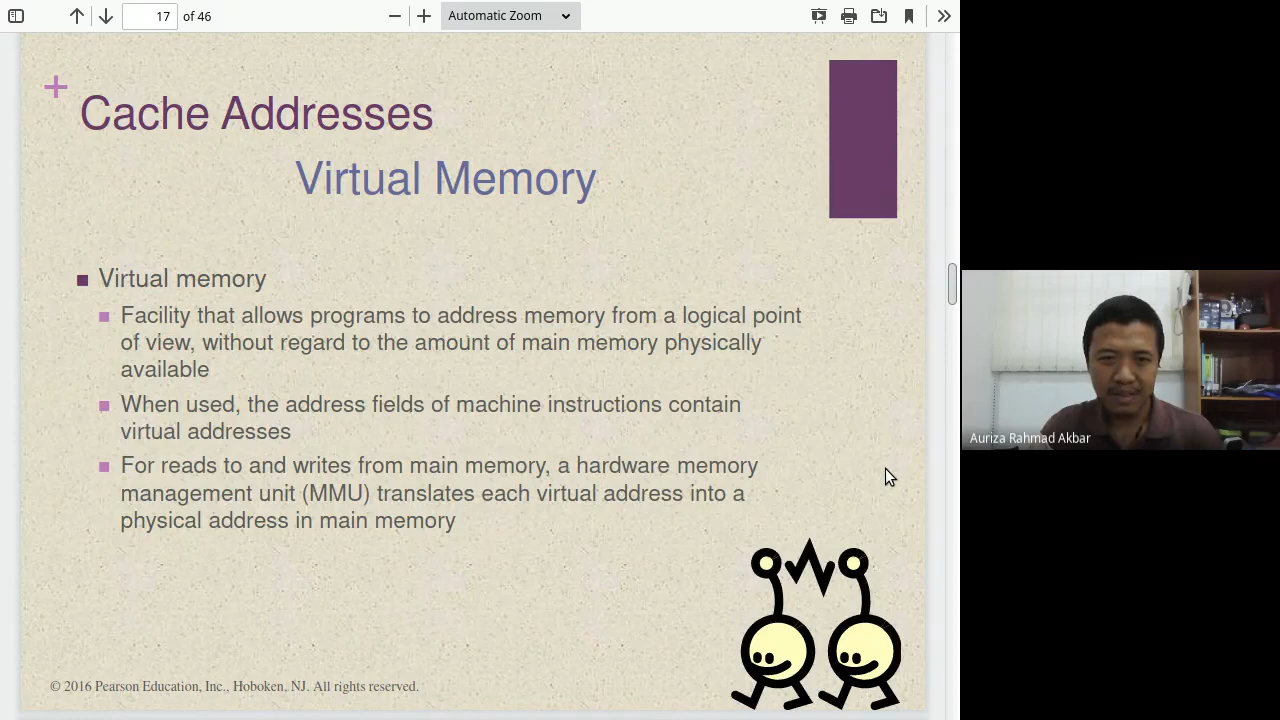 17 of 46
Automatic Zoom
+
Cache Addresses
Virtual Memory
Virtual memory
Facility that allows programs to address memory from a logical point
of view, without regard to the amount of main memory physically
available
When used, the address fields of machine instructions contain
virtual addresses
For reads to and writes from main memory, a hardware memory
management unit (MMU) translates each virtual address into a
physical address in main memory
© 2016 Pearson Education, Inc., Hoboken, NJ. All rights reserved.
Auriza Rahmad Akbar